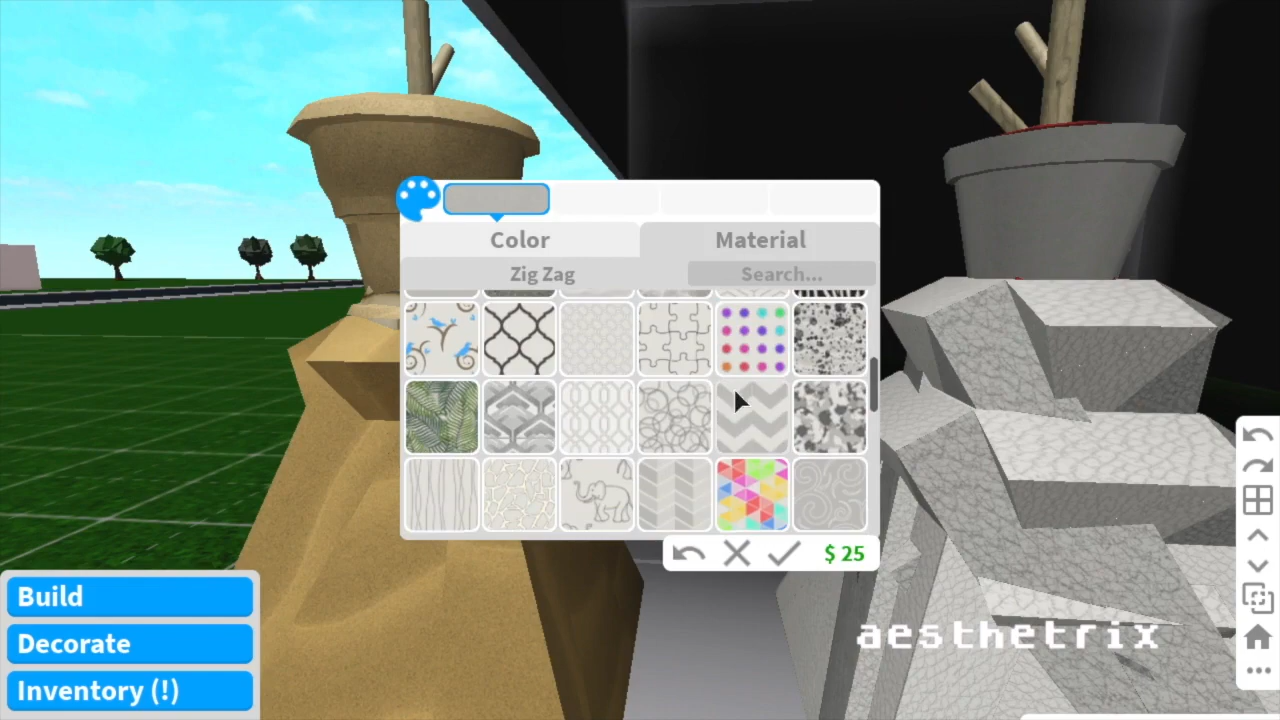 Color
Material
Zig Zag
Search...
$ 25
Build
Decorate
Inventory (!)
aesthetrix